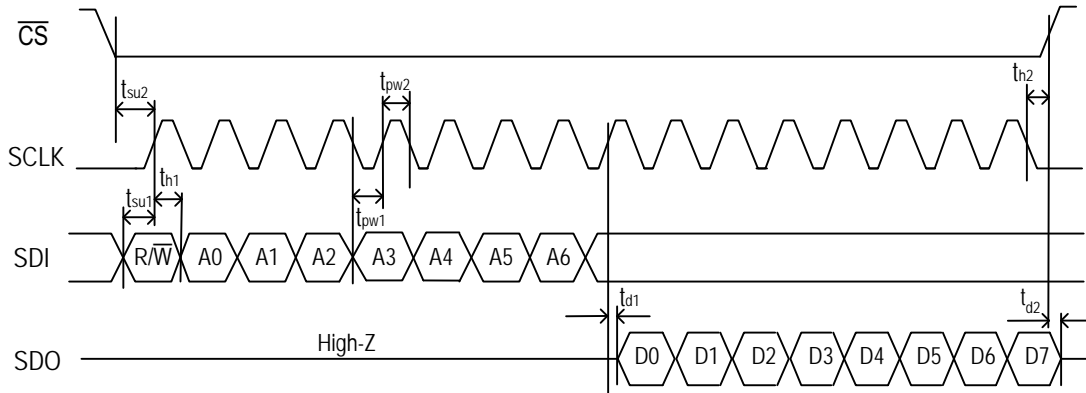 CS
tsu2
tpw2
th2
SCLK
tsu1
th1
tpw1
SDI
R/W
A0
A1
A2
A3
A4
A5
A6
td1
td2
SDO
High-Z
D0
D1
D2
D3
D4
D5
D6
D7